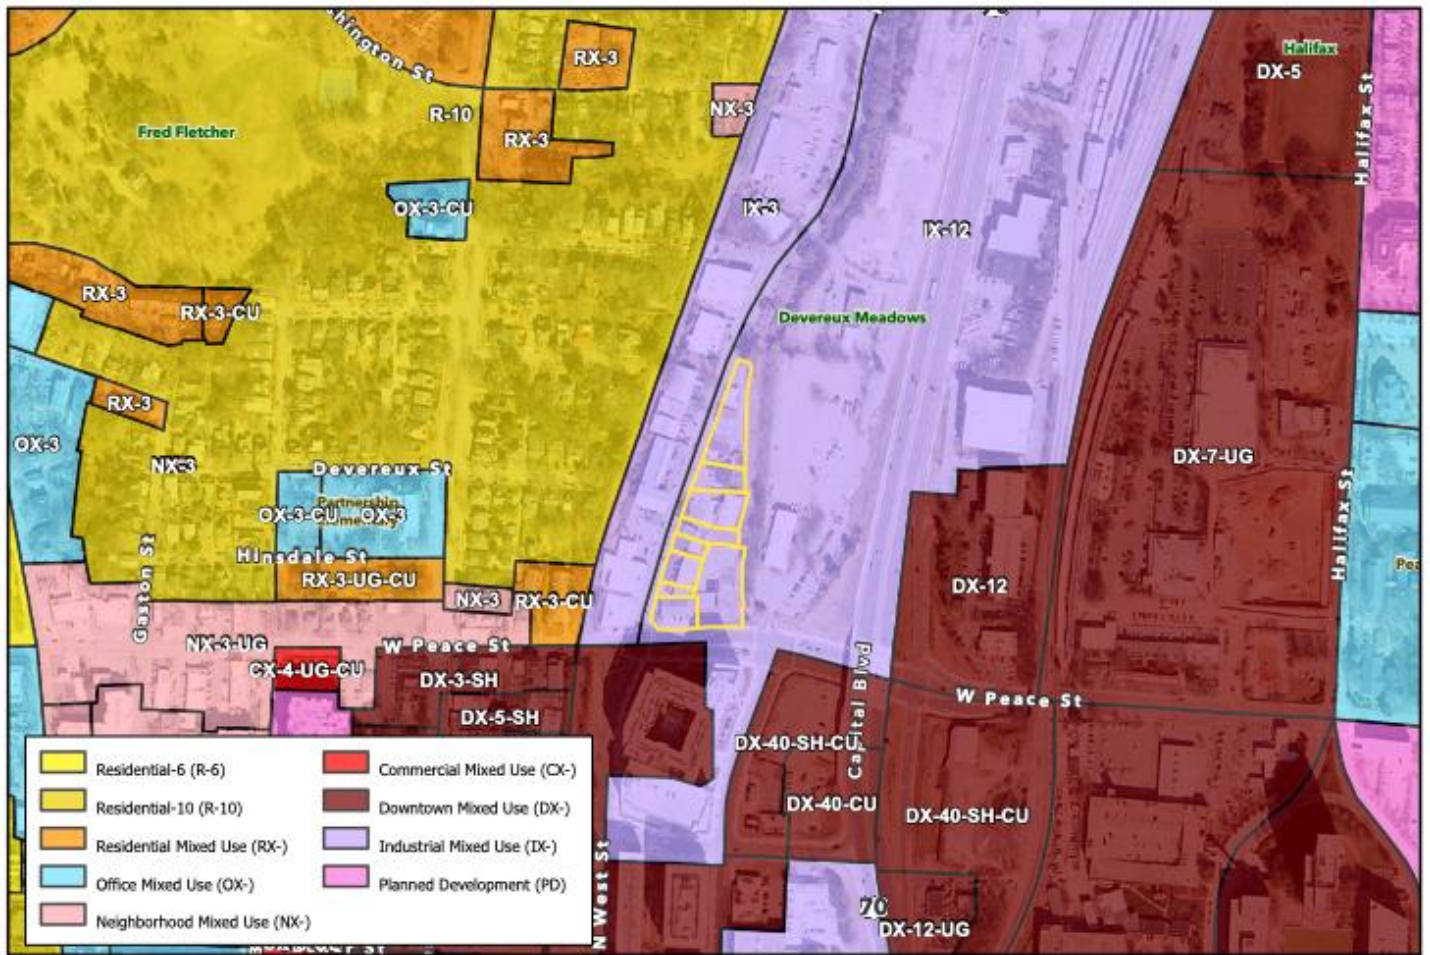 Washington St
RX-3
Halifax
DX-5
Halifax St
R-10
NX-3
Fred Fletcher
RX-3
OX-3-CU
IX-3
IX-12
RX-3
RX-3-CU
Devereux Meadows
RX-3
OX-3
NX-3
Devereux St
DX-7-UG
Partnership
OX-3-CU
OX-3
Halifax St
Hinsdale St
Gaston St
RX-3-UG-CU
NX-3
RX-3-CU
DX-12
NX-3-UG
W Peace St
CX-4-UG-CU
DX-3-SH
W Peace St
DX-5-SH
Capital Blvd
DX-40-SH-CU
DX-40-CU
DX-40-SH-CU
N West St
70
DX-12-UG
Residential-6 (R-6)
Residential-10 (R-10)
Residential Mixed Use (RX-)
Office Mixed Use (OX-)
Neighborhood Mixed Use (NX-)
Commercial Mixed Use (CX-)
Downtown Mixed Use (DX-)
Industrial Mixed Use (IX-)
Planned Development (PD)